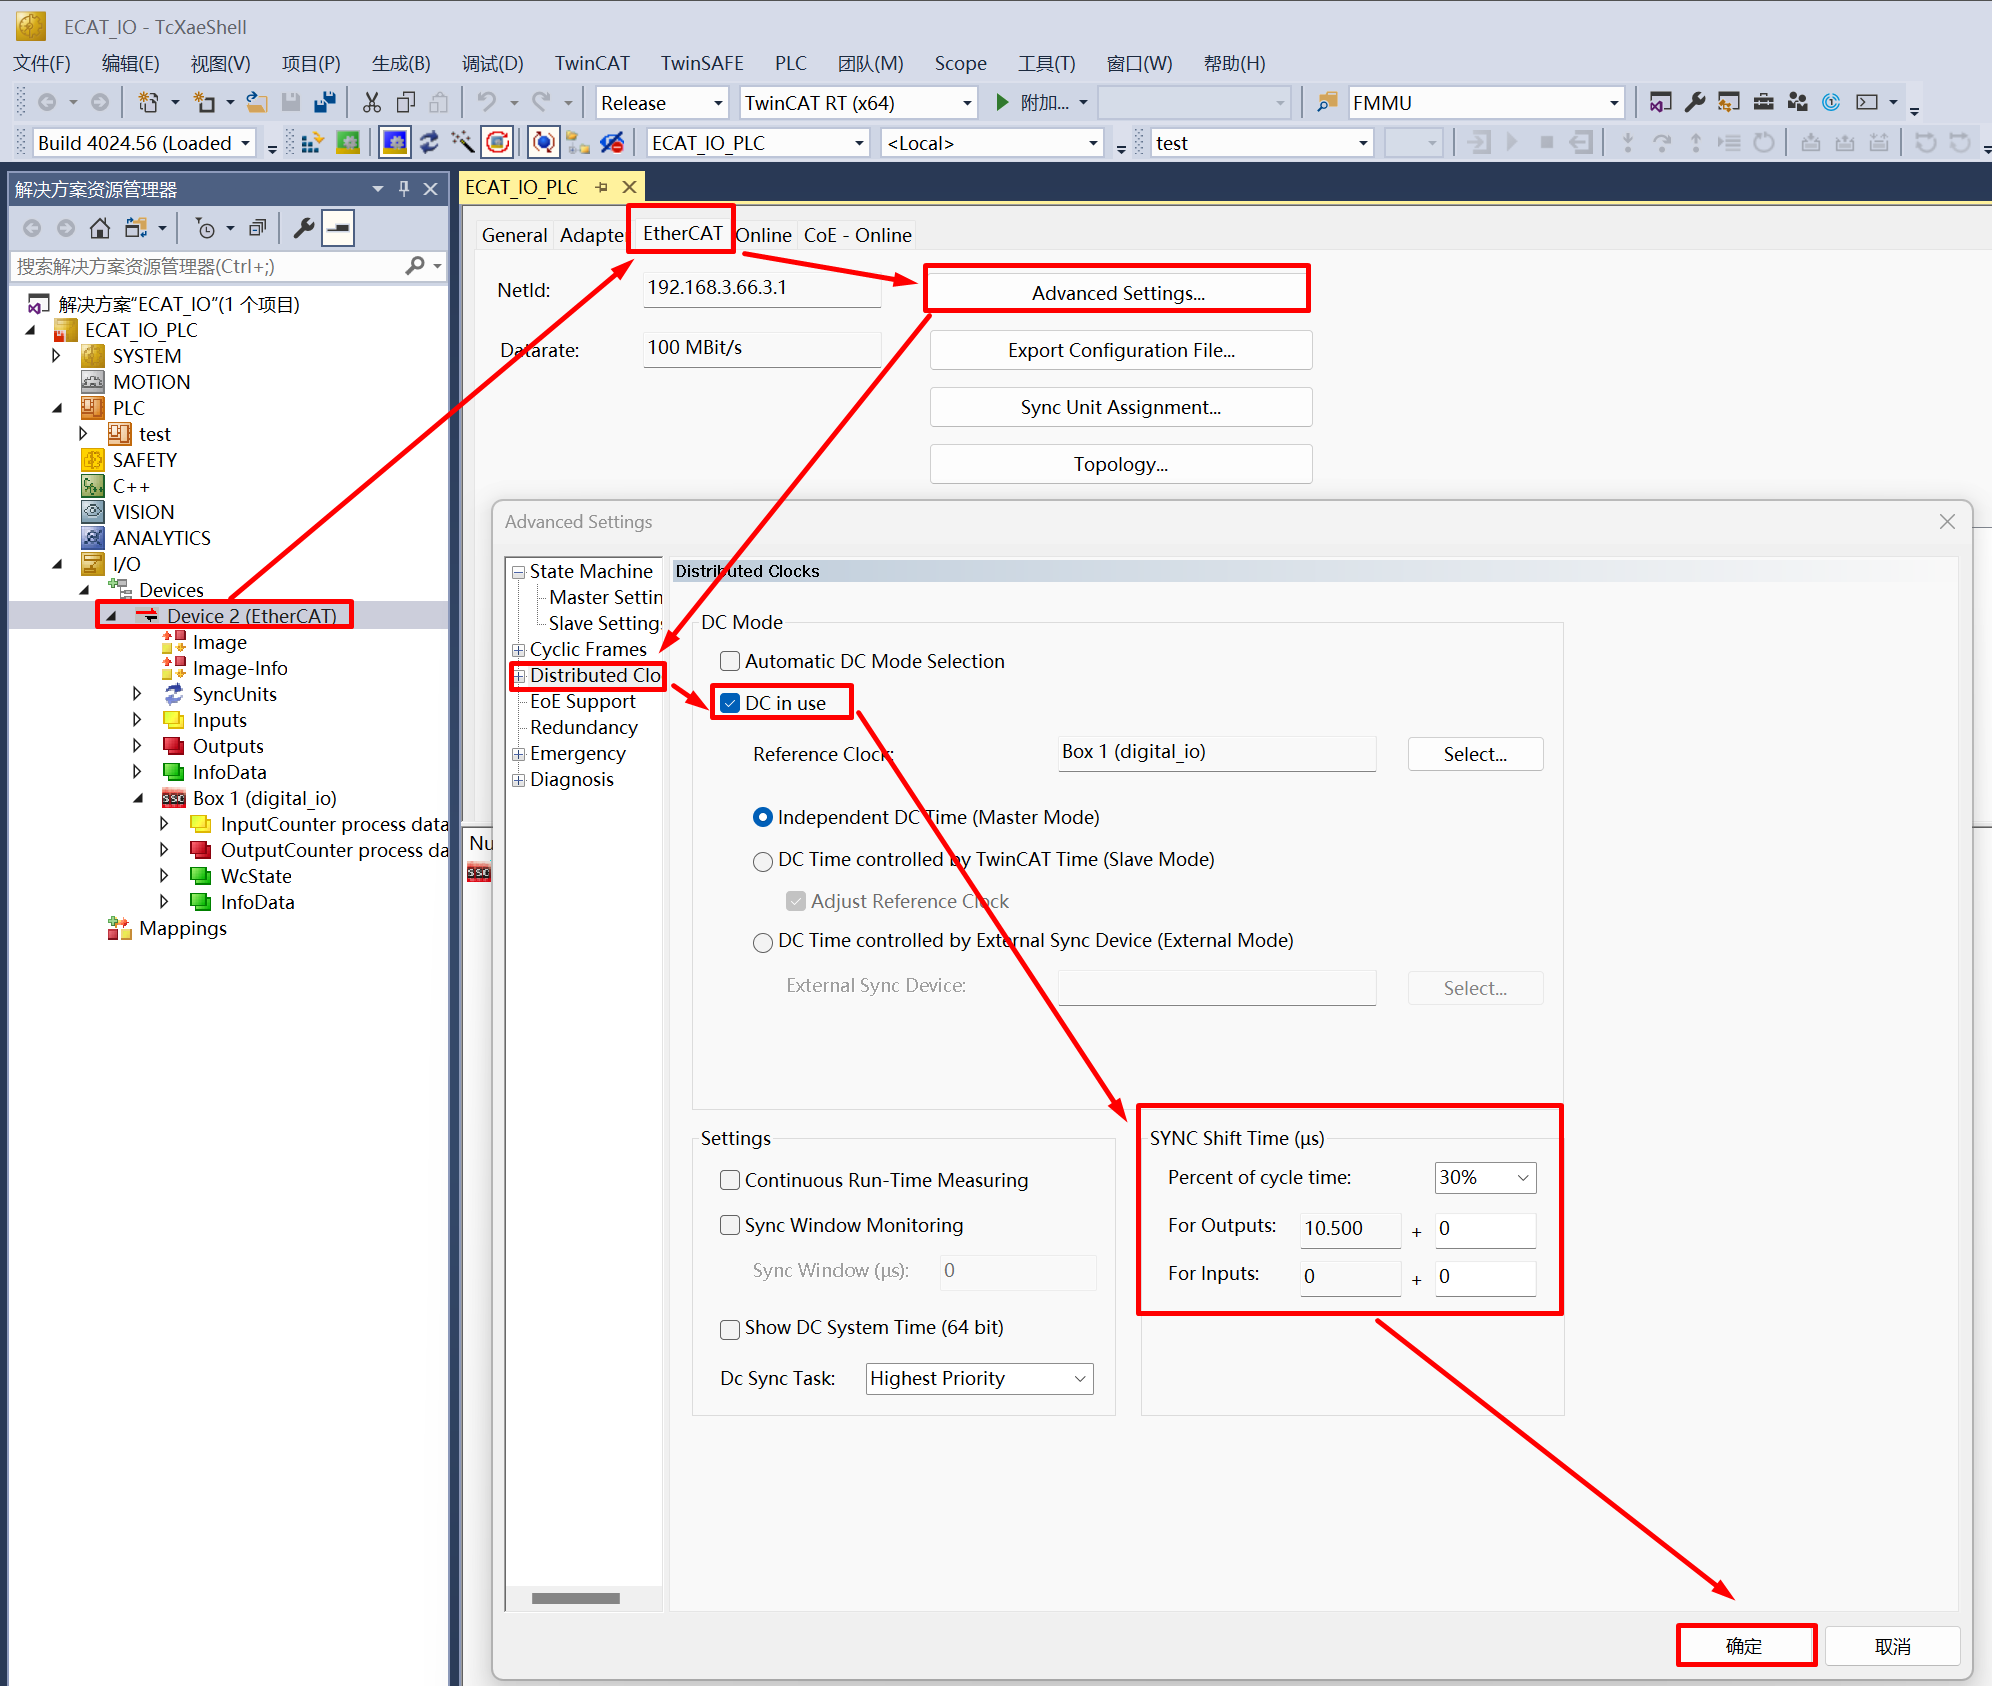 ECAT_IO - TcXaeShell
文件(F) 编辑(E) 视图(V) 项目(P) 生成(B) 调试(D) TwinCAT TwinSAFE PLC 团队(M) Scope 工具(T) 窗口(W) 帮助(H)
Release TwinCAT RT (x64) 附加... FMMU
Build 4024.56 (Loaded ECAT_IO_PLC <Local> test
解决方案资源管理器
搜索解决方案资源管理器(Ctrl+;)
解决方案"ECAT_IO"(1 个项目)
ECAT_IO_PLC
SYSTEM
MOTION
PLC
test
SAFETY
C++
VISION
ANALYTICS
I/O
Devices
Device 2 (EtherCAT)
Image
Image-Info
SyncUnits
Inputs
Outputs
InfoData
Box 1 (digital_io)
InputCounter process data
OutputCounter process da
WcState
InfoData
Mappings
ECAT_IO_PLC
General Adapte EtherCAT Online CoE - Online
NetId: 192.168.3.66.3.1 Advanced Settings...
Datarate: 100 MBit/s Export Configuration File...
Sync Unit Assignment...
Topology...
Nu
Advanced Settings
State Machine
Master Settin
Slave Settings
Cyclic Frames
Distributed Clo
EoE Support
Redundancy
Emergency
Diagnosis
Distributed Clocks
DC Mode
Automatic DC Mode Selection
DC in use
Reference Clock: Box 1 (digital_io) Select...
Independent DC Time (Master Mode)
DC Time controlled by TwinCAT Time (Slave Mode)
Adjust Reference Clock
DC Time controlled by External Sync Device (External Mode)
External Sync Device: Select...
Settings
Continuous Run-Time Measuring
Sync Window Monitoring
Sync Window (µs): 0
Show DC System Time (64 bit)
Dc Sync Task: Highest Priority
SYNC Shift Time (µs)
Percent of cycle time: 30%
For Outputs: 10.500 + 0
For Inputs: 0 + 0
确定 取消